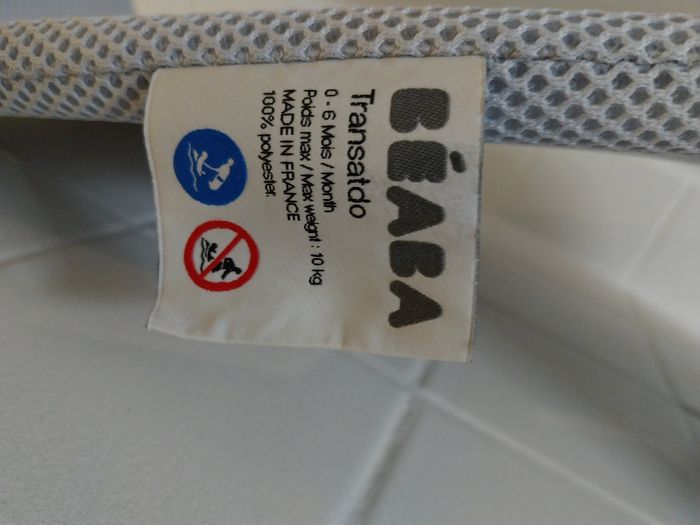 BÉABA
Transatdo
0 - 6 Mois / Month
Poids max / Max weight : 10 kg
MADE IN FRANCE
100% polyester.